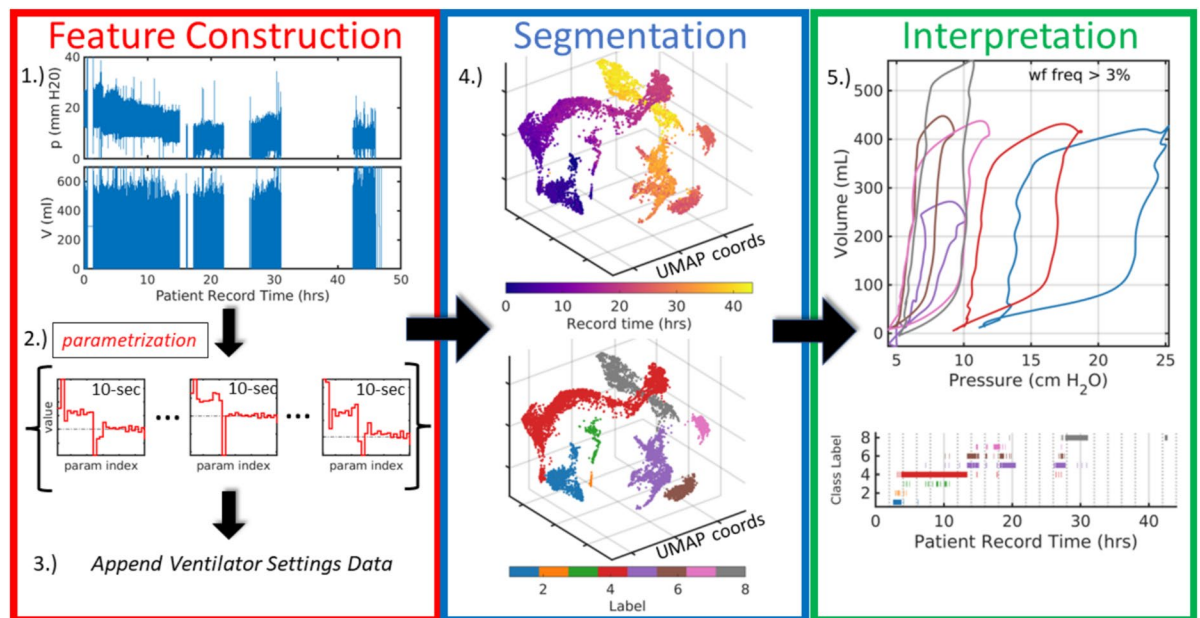 Feature Construction
1.)
40
20
0
p (mm H20)
600
400
200
0
V (ml)
0 10 20 30 40 50
Patient Record Time (hrs)
2.) parametrization
10-sec
10-sec
10-sec
value
... ...
param index
param index
param index
3.) Append Ventilator Settings Data
Segmentation
4.)
UMAP coords
0 10 20 30 40
Record time (hrs)
UMAP coords
2 4 6 8
Label
Interpretation
5.)
wf freq > 3%
500
400
300
200
100
0
Volume (mL)
5 10 15 20 25
Pressure (cm H₂O)
8
6
4
2
Class Label
0 10 20 30 40
Patient Record Time (hrs)